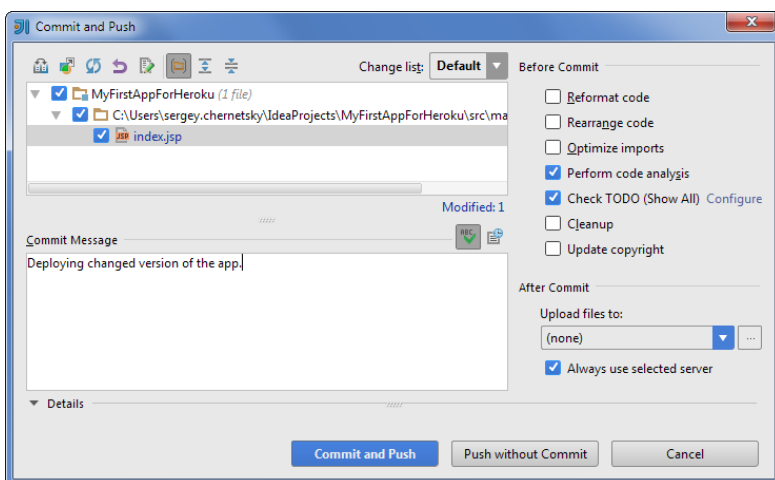 Commit and Push
Change list: Default
MyFirstAppForHeroku (1 file)
C:\Users\sergey.chernetsky\IdeaProjects\MyFirstAppForHeroku\src\ma
JSP index.jsp
Modified: 1
Commit Message
ABC
Deploying changed version of the app.
Details
Before Commit
Reformat code
Rearrange code
Optimize imports
Perform code analysis
Check TODO (Show All) Configure
Cleanup
Update copyright
After Commit
Upload files to:
(none) ...
Always use selected server
Commit and Push Push without Commit Cancel